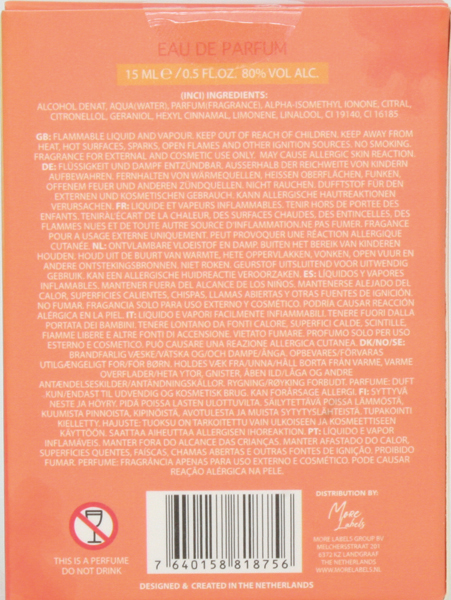 EAU DE PARFUM
15 ML ℮ / 0.5 FL.OZ. 80% VOL ALC.
(INCI) INGREDIENTS:
ALCOHOL DENAT, AQUA(WATER), PARFUM(FRAGRANCE), ALPHA-ISOMETHYL IONONE, CITRAL,
CITRONELLOL, GERANIOL, HEXYL CINNAMAL, LIMONENE, LINALOOL, CI 19140, CI 16185
GB: FLAMMABLE LIQUID AND VAPOUR. KEEP OUT OF REACH OF CHILDREN. KEEP AWAY FROM
HEAT, HOT SURFACES, SPARKS, OPEN FLAMES AND OTHER IGNITION SOURCES. NO SMOKING.
FRAGRANCE FOR EXTERNAL AND COSMETIC USE ONLY. MAY CAUSE ALLERGIC SKIN REACTION.
DE: FLÜSSIGKEIT UND DAMPF ENTZÜNDBAR. AUSSERHALB DER REICHWEITE VON KINDERN
AUFBEWAHREN. FERNHALTEN VON WÄRMEQUELLEN, HEISSEN OBERFLÄCHEN, FUNKEN,
OFFENEM FEUER UND ANDEREN ZÜNDQUELLEN. NICHT RAUCHEN. DUFTSTOFF FÜR DEN
EXTERNEN UND KOSMETISCHEN GEBRAUCH. KANN ALLERGISCHE HAUTREAKTIONEN
VERURSACHEN. FR: LIQUIDE ET VAPEURS INFLAMMABLES. TENIR HORS DE PORTEE DES
ENFANTS. TENIRÀL'ÉCART DE LA CHALEUR, DES SURFACES CHAUDES, DES ENTINCELLES, DES
FLAMMES NUES ET DE TOUTE AUTRE SOURCE D'INFLAMMATION.NE PAS FUMER. FRAGANCE
POUR A USAGE EXTERNE UNIQUEMENT. PEUT PROVOQUER UNE RÉACTION ALLERGIQUE
CUTANÉE. NL: ONTVLAMBARE VLOEISTOF EN DAMP. BUITEN HET BEREIK VAN KINDEREN
HOUDEN. HOUD UIT DE BUURT VAN WARMTE, HETE OPPERVLAKKEN, VONKEN, OPEN VUUR EN
ANDERE ONTSTEKINGSBRONNEN. NIET ROKEN. GEURSTOF UITSLUITEND VOOR UITWENDIG
GEBRUIK. KAN EEN ALLERGISCHE HUIDREACTIE VEROORZAKEN. ES: LÍQUIDOS Y VAPORES
INFLAMABLES. MANTENER FUERA DEL ALCANCE DE LOS NIÑOS. MANTENERSE ALEJADO DEL
CALOR, SUPERFICIES CALIENTES, CHISPAS, LLAMAS ABIERTAS Y OTRAS FUENTES DE IGNICIÓN.
NO FUMAR. FRAGANCIA SOLO PARA USO EXTERNO Y COSMÉTICO. PODRÍA CAUSAR REACCIÓN
ALÉRGICA EN LA PIEL. IT: LIQUIDO E VAPORI FACILMENTE INFIAMMABILI. TENERE FUORI DALLA
PORTATA DEI BAMBINI. TENERE LONTANO DA FONTI CALORE, SUPERFICI CALDE, SCINTILLE,
FIAMME LIBERE E ALTRE FONTI DI ACCENSIONE. VIETATO FUMARE. PROFUMO SOLO PER USO
ESTERNO E COSMETICO. PUÒ CAUSARE UNA REAZIONE ALLERGICA CUTANEA. DK/NO/SE:
BRANDFARLIG VÆSKE/VÄTSKA OG/OCH DAMPE/ÅNGA. OPBEVARES/FÖRVARAS
UTILGÆNGELIGT FOR/FÖR BØRN. HOLDES VÆK FRA/UNNA/HÅLL BORTA FRÅN VARME, VARME
OVERFLADER/HETA YTOR, GNISTER, ÅBEN ILD/LÅGA OG ANDRE
ANTÆNDELSESKILDER/ANTÄNDNINGSKÄLLOR. RYGNING/RØYKING FORBUDT. PARFUME: DUFT
KUN/ENDAST TIL UDVENDIG OG KOSMETISK BRUG. KAN FORÅRSAGE ALLERGI. FI: SYTTYVÄ
NESTE JA HÖYRY. PIDÄ POISSA LASTEN ULOTTUVILTA. SÄILYTETTÄVÄ POISSA LÄMMÖSTÄ,
KUUMISTA PINNOISTA, KIPINÖISTÄ, AVOTULESTA JA MUISTA SYTYTYSLÄHTEISTÄ. TUPAKOINTI
KIELLETTY. HAJUSTE: TUOKSU ON TARKOITETTU VAIN ULKOISEEN JA KOSMEETTISEEN
KÄYTTÖÖN. SAATTAA AIHEUTTAA ALLERGISEN IHOREAKTION. PT: LÍQUIDO E VAPOR
INFLAMÁVEIS. MANTER FORA DO ALCANCE DAS CRIANÇAS. MANTER AFASTADO DO CALOR,
SUPERFÍCIES QUENTES, FAÍSCAS, CHAMAS ABERTAS E OUTRAS FONTES DE IGNIÇÃO. PROIBIDO
FUMAR. PERFUME: FRAGRÂNCIA APENAS PARA USO EXTERNO E COSMÉTICO. PODE CAUSAR
REAÇÃO ALÉRGICA NA PELE.
THIS IS A PERFUME
DO NOT DRINK
7 640158 818756
DISTRIBUTION BY:
More
Labels
MORE LABELS GROUP BV
MELCHERSTRAAT 201
6372 KZ LANDGRAAF
THE NETHERLANDS
WWW.MORELABELS.NL
DESIGNED & CREATED IN THE NETHERLANDS